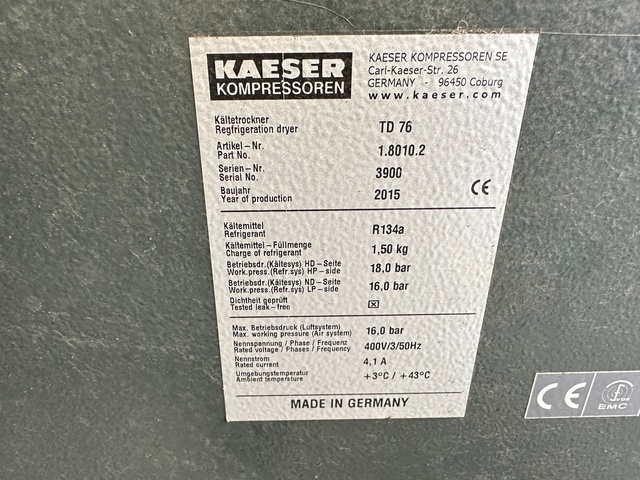 KAESER
KOMPRESSOREN
KAESER KOMPRESSOREN SE
Carl-Kaeser-Str. 26
GERMANY - 96450 Coburg
www.kaeser.com
Kältetrockner
Regfrigeration dryer TD 76
Artikel-Nr.
Part No. 1.8010.2
Serien-Nr.
Serial No. 3900
Baujahr
Year of production 2015
CE
Kältemittel
Refrigerant R134a
Kältemittel-Füllmenge
Charge of refrigerant 1,50 kg
Betriebsdr.(Kältesys) HD-Seite
Work.press.(Refr.sys) HP-side 18,0 bar
Betriebsdr.(Kältesys) ND-Seite
Work.press.(Refr.sys) LP-side 16,0 bar
Dichtheit geprüft
Tested leak-free ☒
Max. Betriebsdruck (Luftsystem)
Max. working pressure (Air system) 16,0 bar
Nennspannung / Phase / Frequenz
Rated voltage / Phases / Frequency 400V/3/50Hz
Nennstrom
Rated current 4,1 A
Umgebungstemperatur
Ambient temperature +3°C / +43°C
MADE IN GERMANY
CE
VDE
EMC